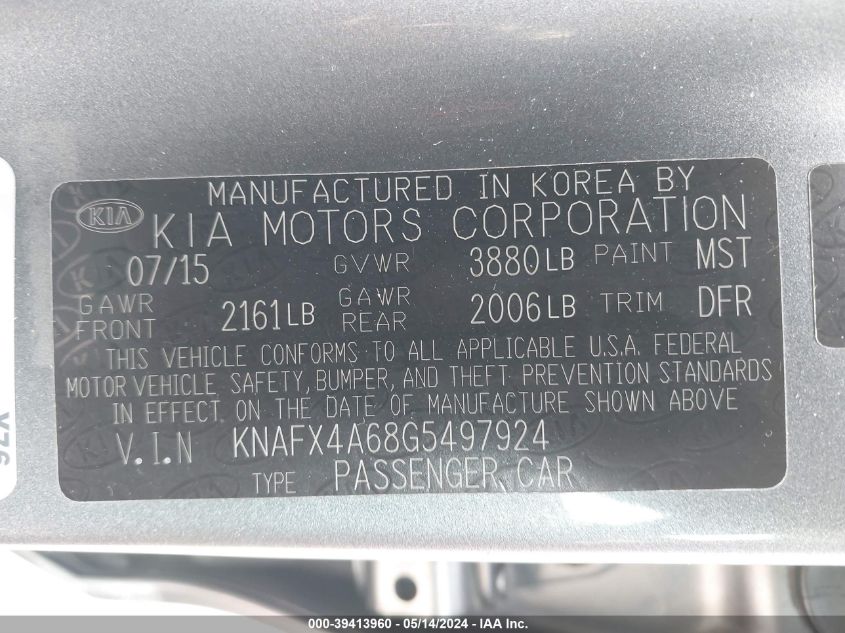 MANUFACTURED IN KOREA BY
KIA KIA MOTORS CORPORATION
07/15 GVWR 3880LB PAINT MST
GAWR FRONT 2161LB GAWR REAR 2006LB TRIM DFR
THIS VEHICLE CONFORMS TO ALL APPLICABLE U.S.A. FEDERAL
MOTOR VEHICLE SAFETY, BUMPER, AND THEFT PREVENTION STANDARDS
IN EFFECT ON THE DATE OF MANUFACTURE SHOWN ABOVE
V.I.N KNAFX4A68G5497924
TYPE PASSENGER CAR
000-39413960 - 05/14/2024 - IAA Inc.